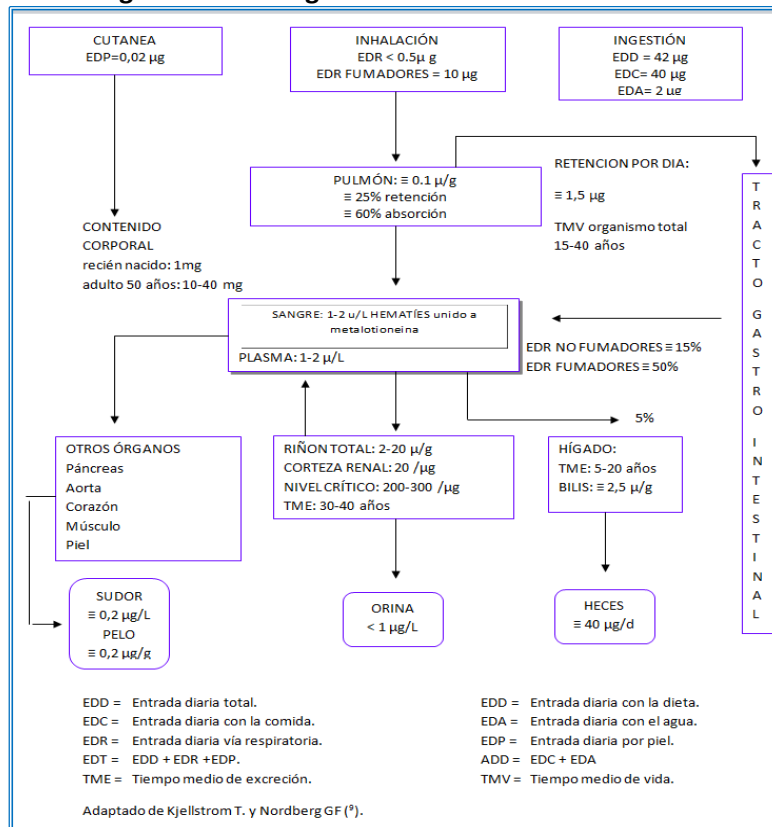 CUTANEA
EDP=0,02 µg
INHALACIÓN
EDR < 0.5µ g
EDR FUMADORES = 10 µg
INGESTIÓN
EDD = 42 µg
EDC= 40 µg
EDA= 2 µg
PULMÓN: ≡ 0.1 µ/g
≡ 25% retención
≡ 60% absorción
RETENCION POR DIA:
≡ 1,5 µg
TMV organismo total
15-40 años
TRACTO GASTRO INTESTINAL
CONTENIDO
CORPORAL
recién nacido: 1mg
adulto 50 años: 10-40 mg
SANGRE: 1-2 u/L HEMATÍES unido a
metalotioneina
PLASMA: 1-2 µ/L
EDR NO FUMADORES ≡ 15%
EDR FUMADORES ≡ 50%
5%
OTROS ÓRGANOS
Páncreas
Aorta
Corazón
Músculo
Piel
RIÑON TOTAL: 2-20 µ/g
CORTEZA RENAL: 20 /µg
NIVEL CRÍTICO: 200-300 /µg
TME: 30-40 años
HÍGADO:
TME: 5-20 años
BILIS: ≡ 2,5 µ/g
SUDOR
≡ 0,2 µg/L
PELO
≡ 0,2 µg/g
ORINA
< 1 µg/L
HECES
≡ 40 µg/d
EDD = Entrada diaria total.
EDC = Entrada diaria con la comida.
EDR = Entrada diaria vía respiratoria.
EDT = EDD + EDR +EDP.
TME = Tiempo medio de excreción.
EDD = Entrada diaria con la dieta.
EDA = Entrada diaria con el agua.
EDP = Entrada diaria por piel.
ADD = EDC + EDA
TMV = Tiempo medio de vida.
Adaptado de Kjellstrom T. y Nordberg GF (⁹).